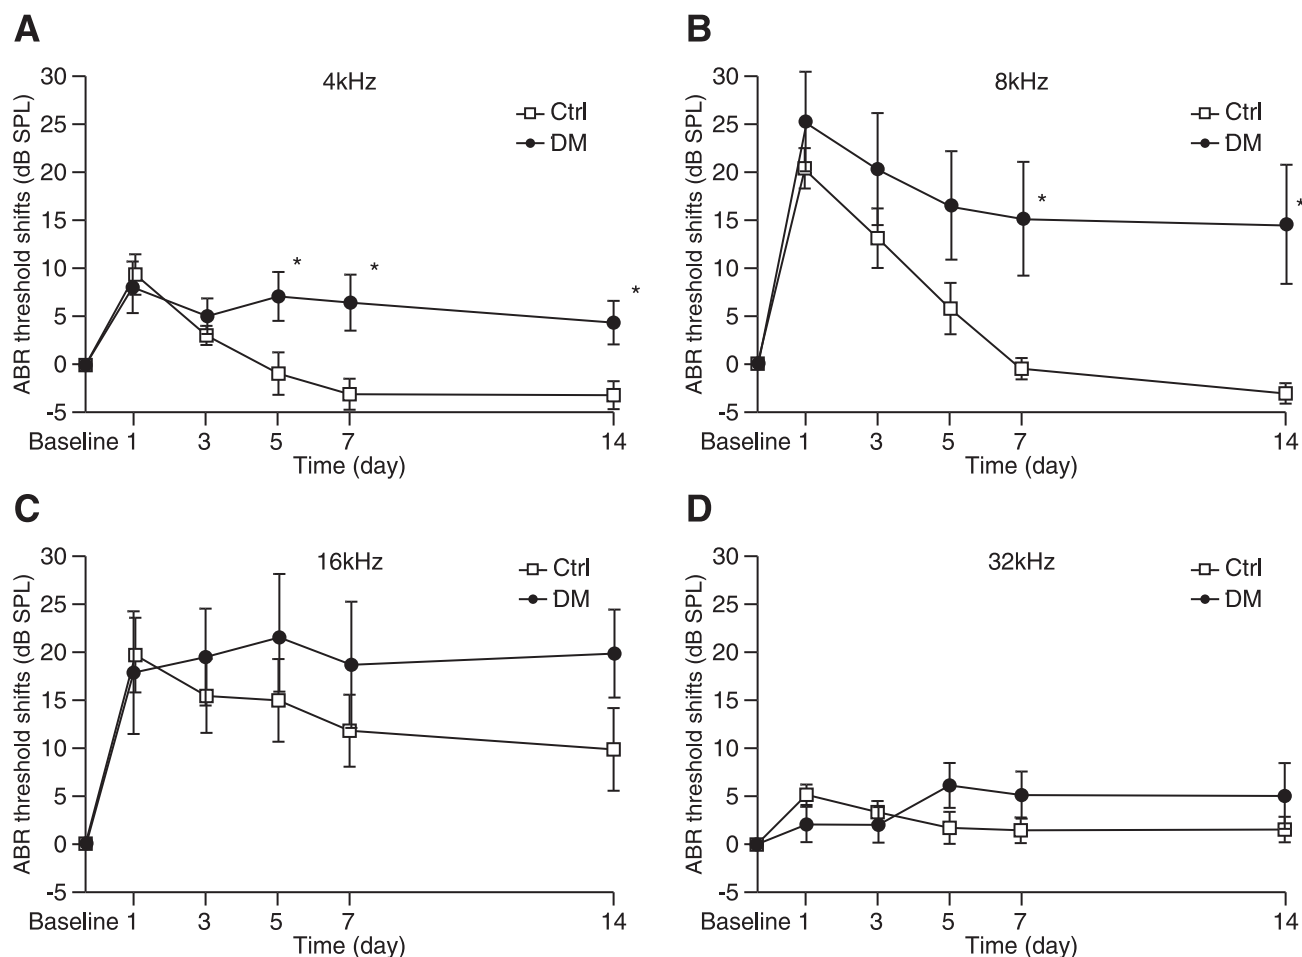 A
4kHz
Ctrl
DM
ABR threshold shifts (dB SPL)
30
25
20
15
10
5
0
-5
*
*
*
Baseline 1 3 5 7 14
Time (day)
B
8kHz
Ctrl
DM
ABR threshold shifts (dB SPL)
30
25
20
15
10
5
0
-5
*
*
Baseline 1 3 5 7 14
Time (day)
C
16kHz
Ctrl
DM
ABR threshold shifts (dB SPL)
30
25
20
15
10
5
0
-5
Baseline 1 3 5 7 14
Time (day)
D
32kHz
Ctrl
DM
ABR threshold shifts (dB SPL)
30
25
20
15
10
5
0
-5
Baseline 1 3 5 7 14
Time (day)